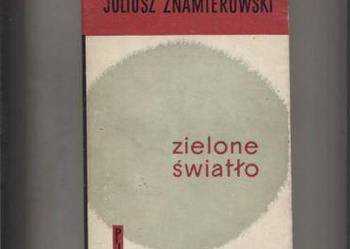 JULIUSZ ZNAMIEROWSKI
zielone
światło
P